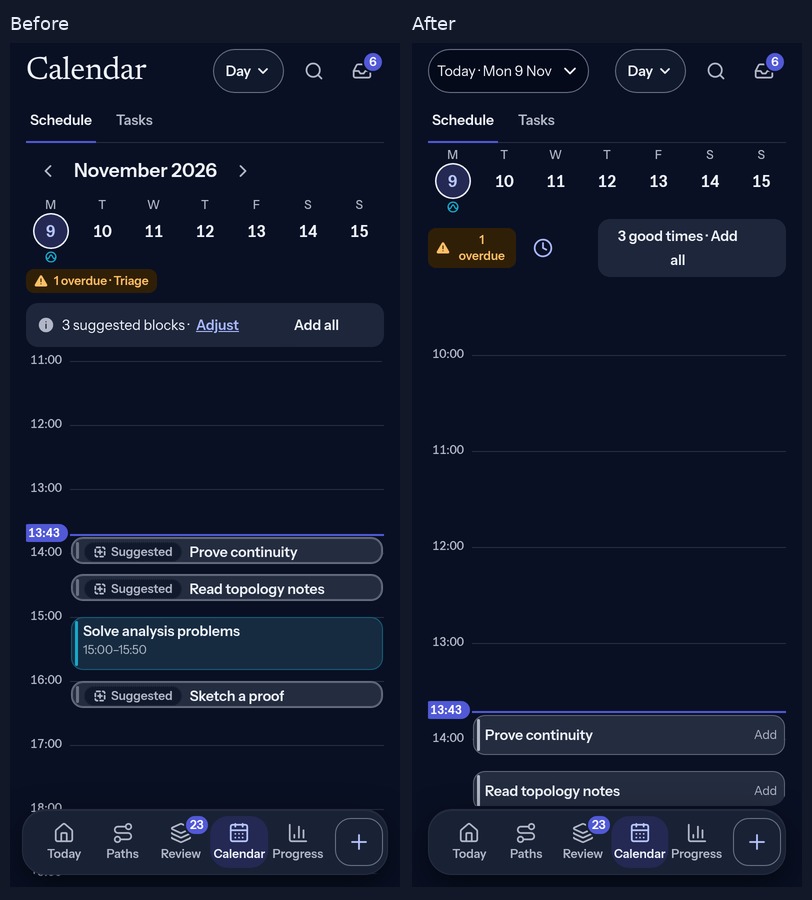 Before
Calendar
Day
6
Schedule
Tasks
November 2026
M T W T F S S
9 10 11 12 13 14 15
1 overdue · Triage
3 suggested blocks · Adjust
Add all
11:00
12:00
13:00
13:43
14:00
Suggested Prove continuity
Suggested Read topology notes
15:00
Solve analysis problems
15:00–15:50
16:00
Suggested Sketch a proof
17:00
18:00
23
Today Paths Review Calendar Progress
After
Today · Mon 9 Nov
Day
6
Schedule
Tasks
M T W T F S S
9 10 11 12 13 14 15
1
overdue
3 good times · Add
all
10:00
11:00
12:00
13:00
13:43
14:00
Prove continuity Add
Read topology notes Add
23
Today Paths Review Calendar Progress